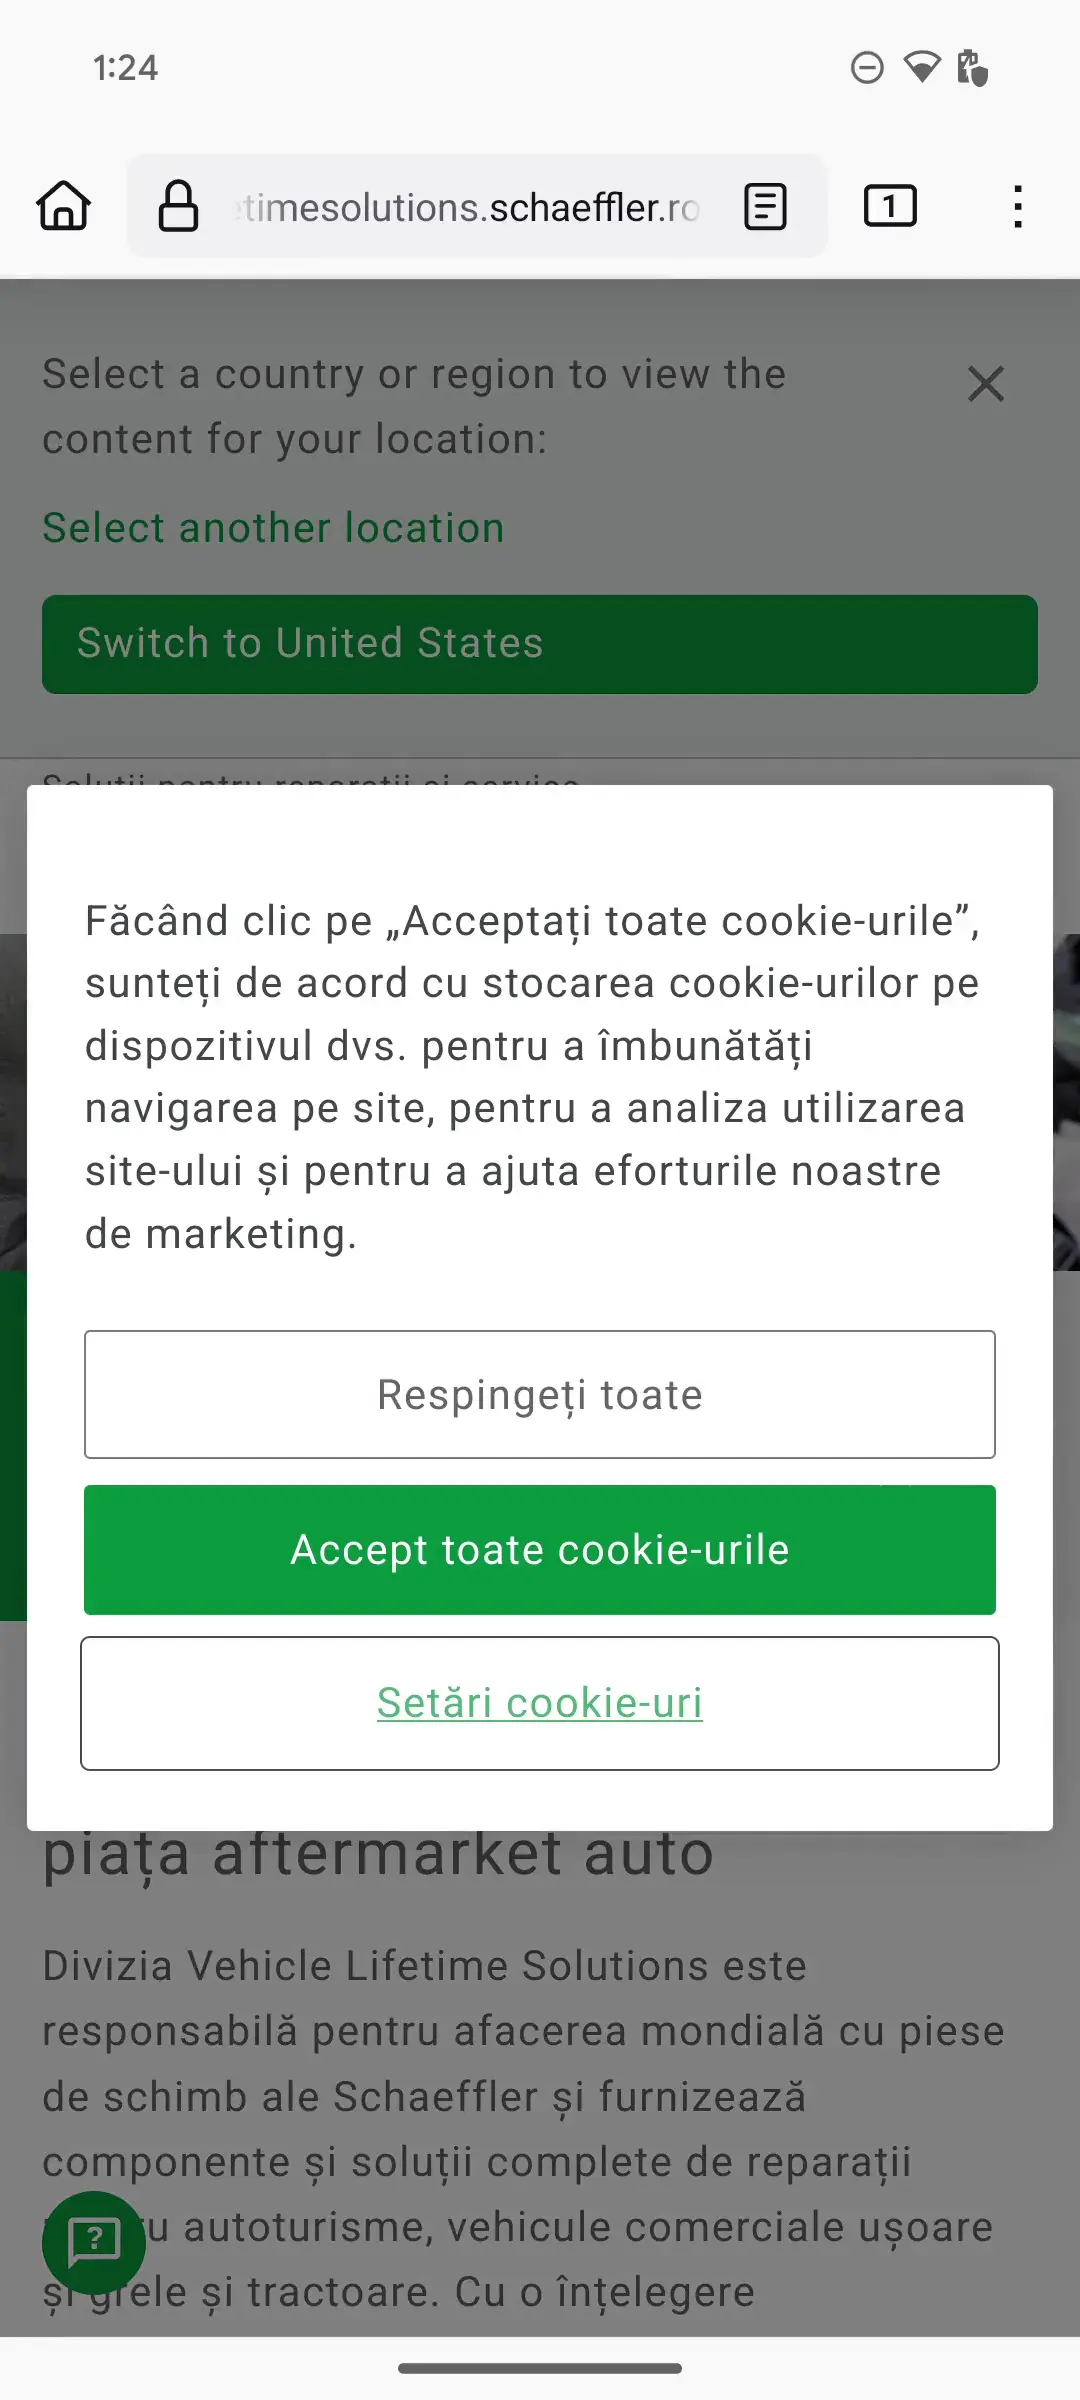 1:24
timesolutions.schaeffler.ro
1
Select a country or region to view the
content for your location:
Select another location
Switch to United States
Soluții pentru reparații și service
Făcând clic pe „Acceptați toate cookie-urile”,
sunteți de acord cu stocarea cookie-urilor pe
dispozitivul dvs. pentru a îmbunătăți
navigarea pe site, pentru a analiza utilizarea
site-ului și pentru a ajuta eforturile noastre
de marketing.
Respingeți toate
Accept toate cookie-urile
Setări cookie-uri
piața aftermarket auto
Divizia Vehicle Lifetime Solutions este
responsabilă pentru afacerea mondială cu piese
de schimb ale Schaeffler și furnizează
componente și soluții complete de reparații
autoturisme, vehicule comerciale ușoare
și grele și tractoare. Cu o înțelegere